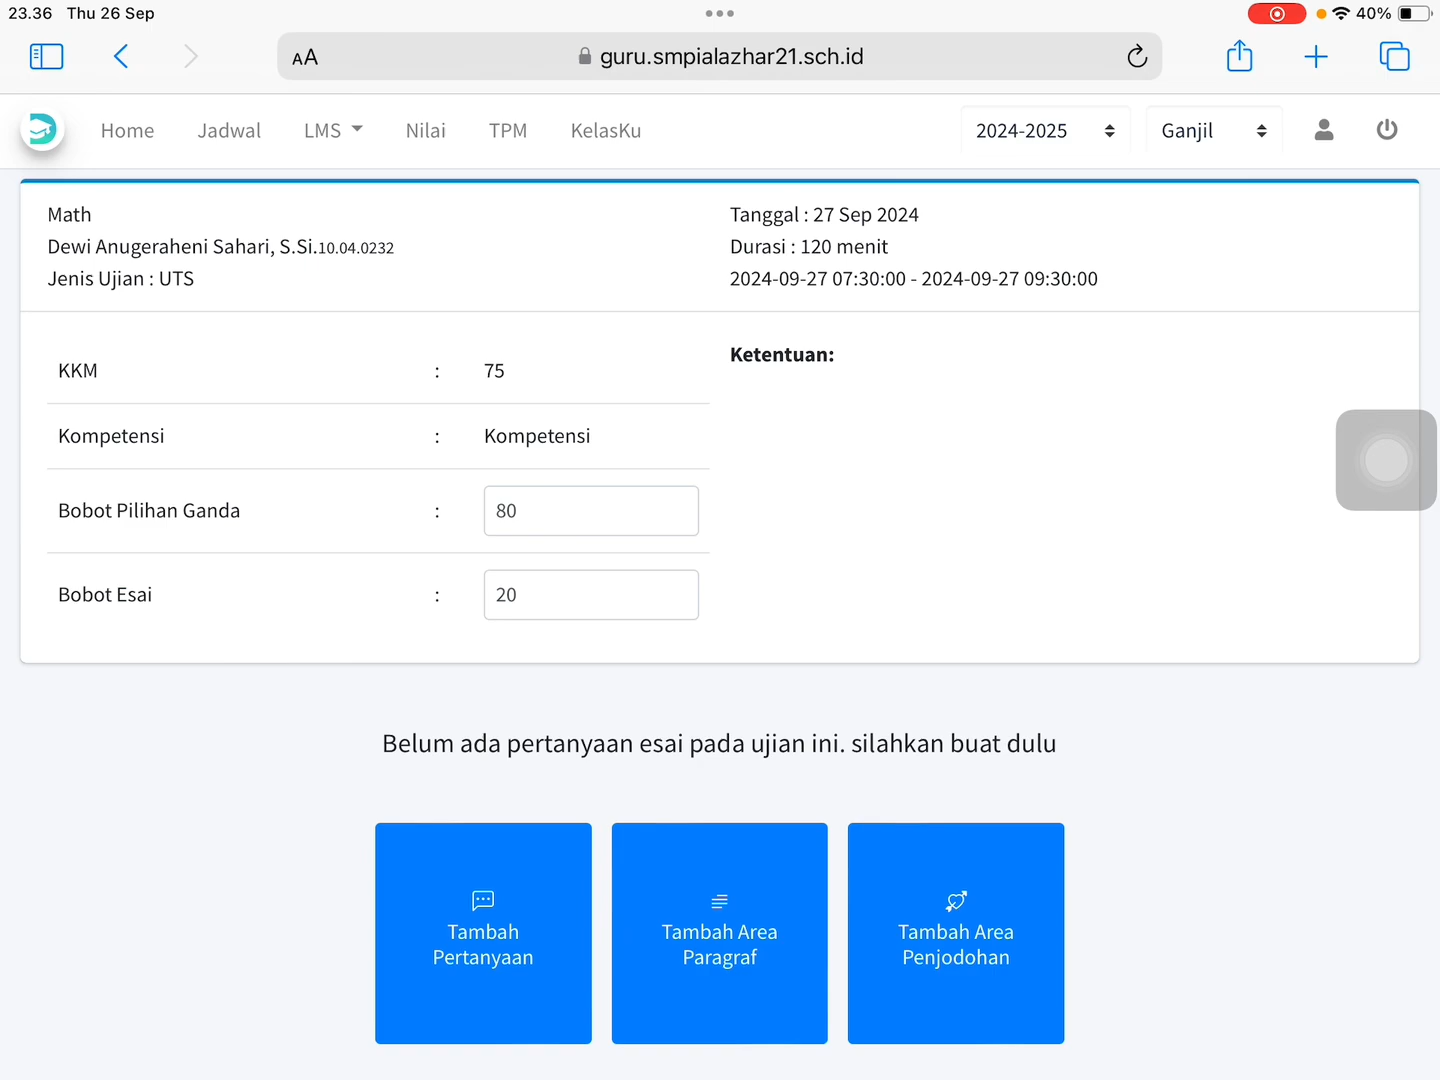 23.36 Thu 26 Sep
40%
AA
guru.smpialazhar21.sch.id
Home
Jadwal
LMS
Nilai
TPM
KelasKu
2024-2025
Ganjil
Math
Dewi Anugeraheni Sahari, S.Si.10.04.0232
Jenis Ujian : UTS
Tanggal : 27 Sep 2024
Durasi : 120 menit
2024-09-27 07:30:00 - 2024-09-27 09:30:00
KKM : 75
Kompetensi : Kompetensi
Bobot Pilihan Ganda : 80
Bobot Esai : 20
Ketentuan:
Belum ada pertanyaan esai pada ujian ini. silahkan buat dulu
Tambah
Pertanyaan
Tambah Area
Paragraf
Tambah Area
Penjodohan